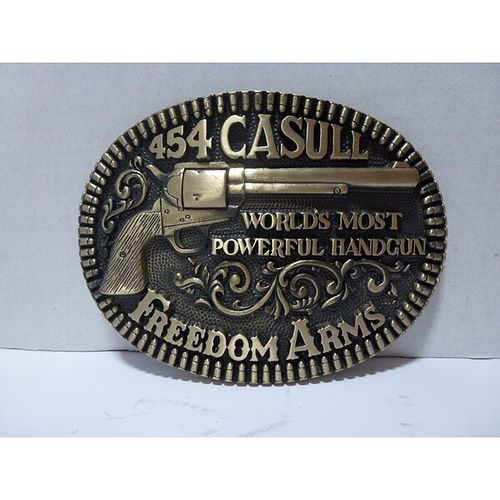 454 CASULL
WORLD'S MOST
POWERFUL HANDGUN
FREEDOM ARMS